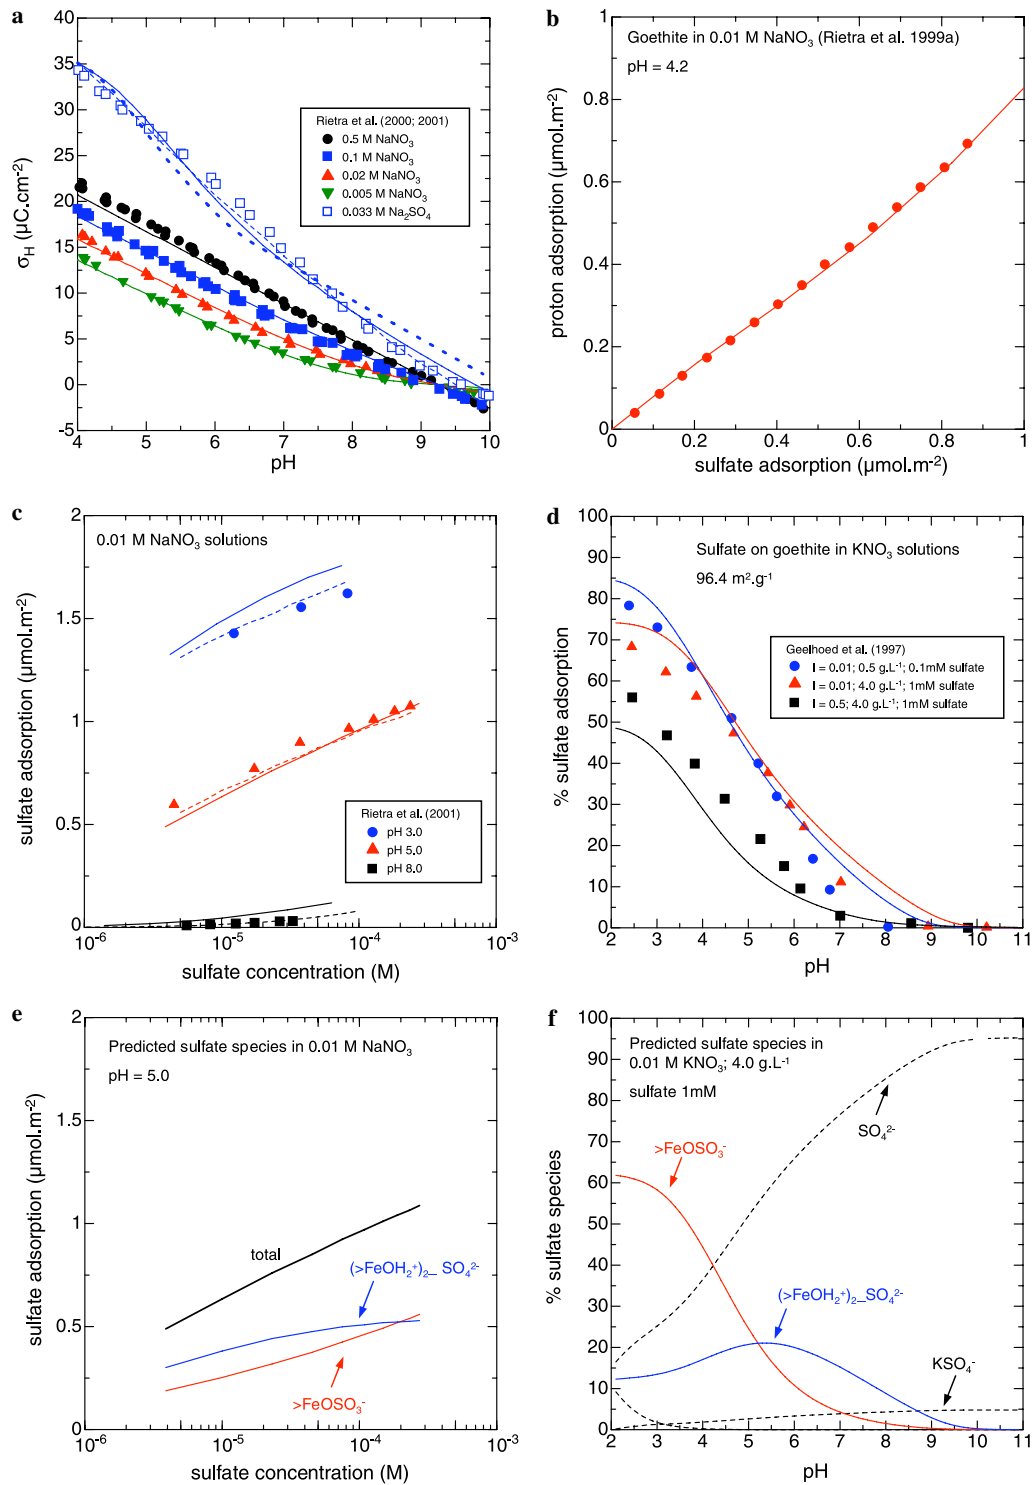 a
σH (µC.cm-2)
40
35
30
25
20
15
10
5
0
-5
Rietra et al. (2000; 2001)
0.5 M NaNO3
0.1 M NaNO3
0.02 M NaNO3
0.005 M NaNO3
0.033 M Na2SO4
4 5 6 7 8 9 10
pH
b
proton adsorption (µmol.m-2)
1
0.8
0.6
0.4
0.2
0
Goethite in 0.01 M NaNO3 (Rietra et al. 1999a)
pH = 4.2
0 0.2 0.4 0.6 0.8 1
sulfate adsorption (µmol.m-2)
c
sulfate adsorption (µmol.m-2)
2
1.5
1
0.5
0
0.01 M NaNO3 solutions
Rietra et al. (2001)
pH 3.0
pH 5.0
pH 8.0
10-6 10-5 10-4 10-3
sulfate concentration (M)
d
% sulfate adsorption
100
90
80
70
60
50
40
30
20
10
0
Sulfate on goethite in KNO3 solutions
96.4 m2.g-1
Geelhoed et al. (1997)
I = 0.01; 0.5 g.L-1; 0.1mM sulfate
I = 0.01; 4.0 g.L-1; 1mM sulfate
I = 0.5; 4.0 g.L-1; 1mM sulfate
2 3 4 5 6 7 8 9 10 11
pH
e
sulfate adsorption (µmol.m-2)
2
1.5
1
0.5
0
Predicted sulfate species in 0.01 M NaNO3
pH = 5.0
total
(>FeOH2+)2_ SO42-
>FeOSO3-
10-6 10-5 10-4 10-3
sulfate concentration (M)
f
% sulfate species
100
90
80
70
60
50
40
30
20
10
0
Predicted sulfate species in
0.01 M KNO3; 4.0 g.L-1
sulfate 1mM
SO42-
>FeOSO3-
(>FeOH2+)2_SO42-
KSO4-
2 3 4 5 6 7 8 9 10 11
pH